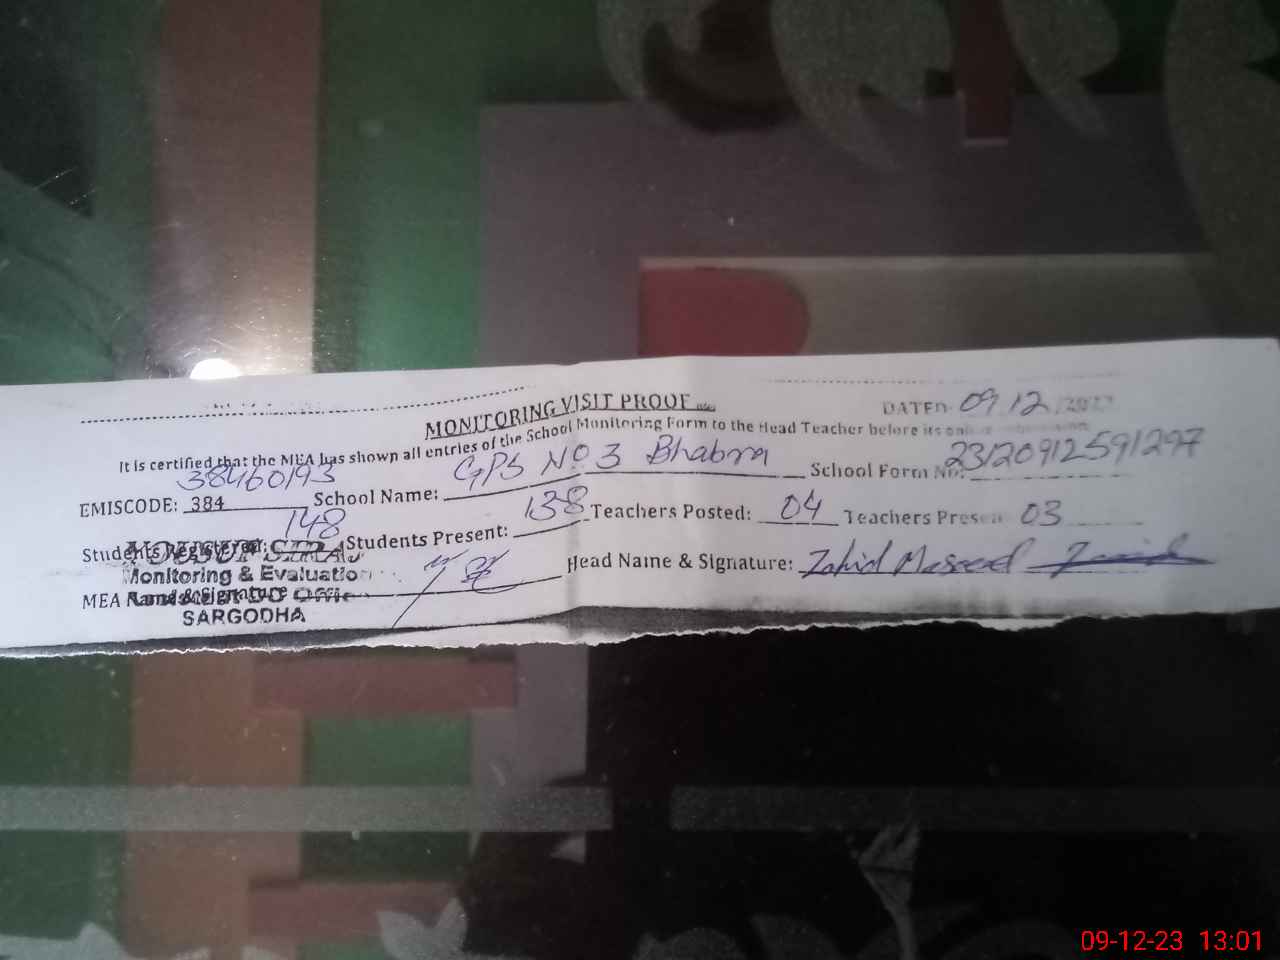 MONITORING VISIT PROOF
DATED 09/12/2023
It is certified that the MEA has shown all entries of the School Monitoring Form to the Head Teacher before its
38460193
EMISCODE: 384 School Name: GPS No 3 Bhabra School Form No: 2312091259 1297
Students Registered: 148 Students Present: 138 Teachers Posted: 04 Teachers Present 03
Monitoring & Evaluation
MEA Name & Signature Head Name & Signature: Zahid Masood
SARGODHA
09-12-23 13:01